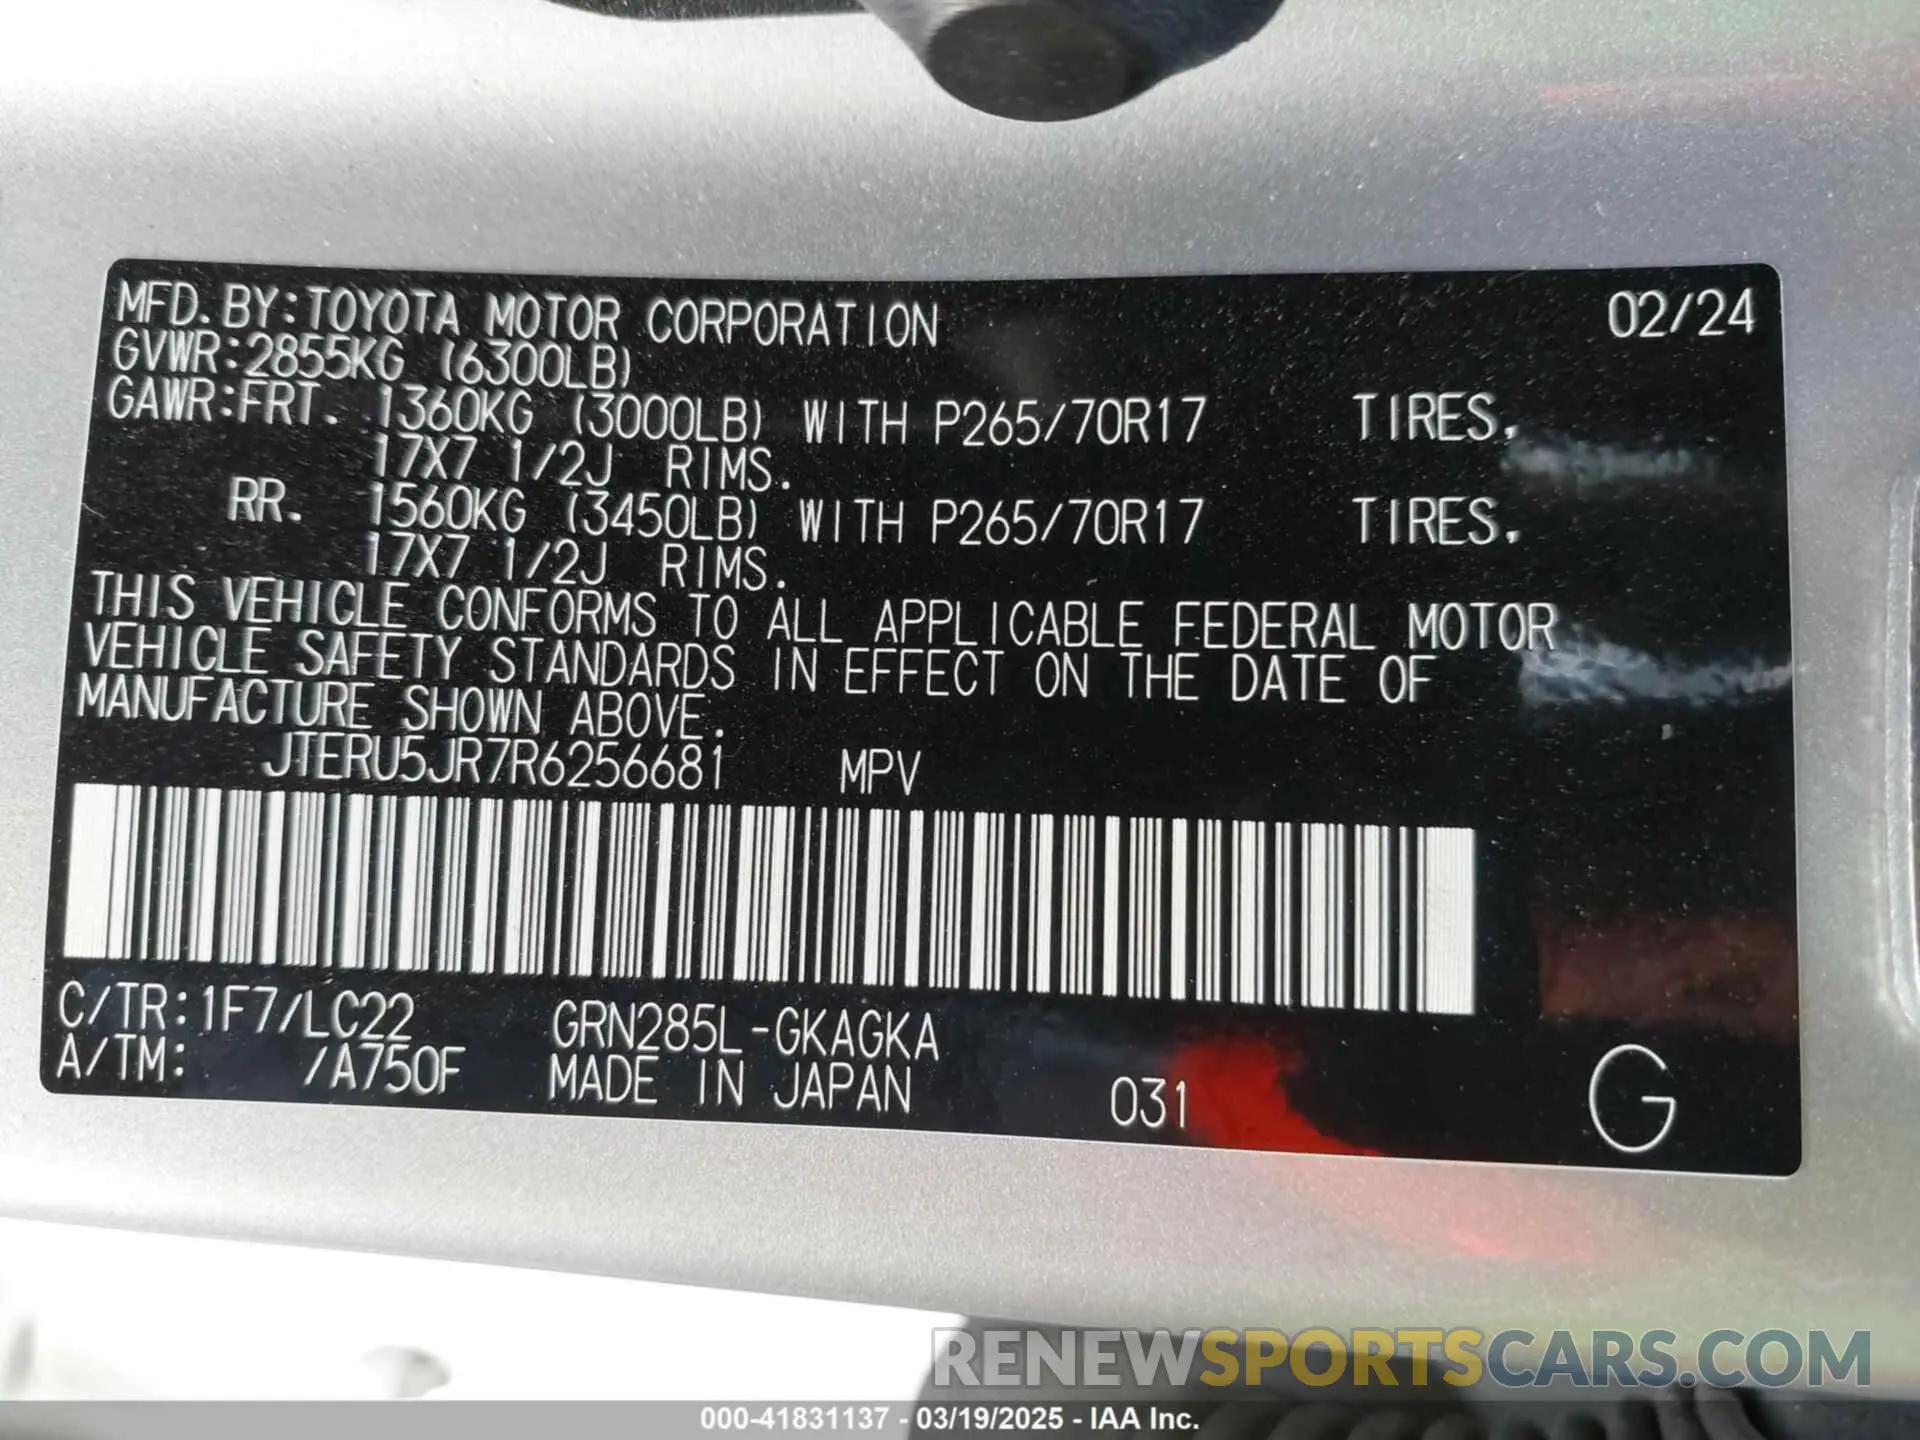 MFD. BY: TOYOTA MOTOR CORPORATION 02/24
GVWR: 2855KG (6300LB)
GAWR: FRT. 1360KG (3000LB) WITH P265/70R17 TIRES,
17X7 1/2J RIMS.
RR. 1560KG (3450LB) WITH P265/70R17 TIRES,
17X7 1/2J RIMS.
THIS VEHICLE CONFORMS TO ALL APPLICABLE FEDERAL MOTOR
VEHICLE SAFETY STANDARDS IN EFFECT ON THE DATE OF
MANUFACTURE SHOWN ABOVE.
JTERU5JR7R6256681 MPV
C/TR: 1F7/LC22 GRN285L-GKAGKA
A/TM: /A750F MADE IN JAPAN 031 G
RENEWSPORTSCARS.COM
000-41831137 - 03/19/2025 - IAA Inc.